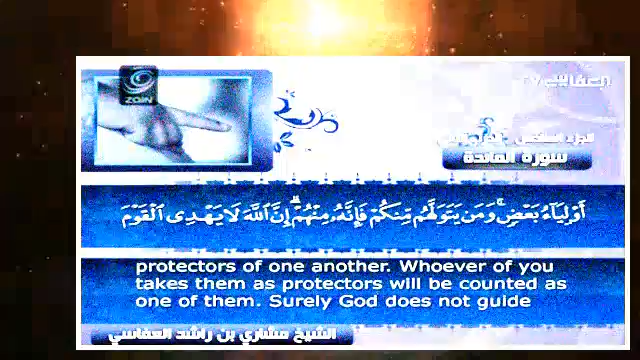 ZAIN
سورة المائدة
أَوْلِيَاءُ بَعْضٍ ۚ وَمَن يَتَوَلَّهُم مِّنكُمْ فَإِنَّهُ مِنْهُمْ ۗ إِنَّ اللَّهَ لَا يَهْدِي الْقَوْمَ
protectors of one another. Whoever of you
takes them as protectors will be counted as
one of them. Surely God does not guide
الشيخ مشاري بن راشد العفاسي